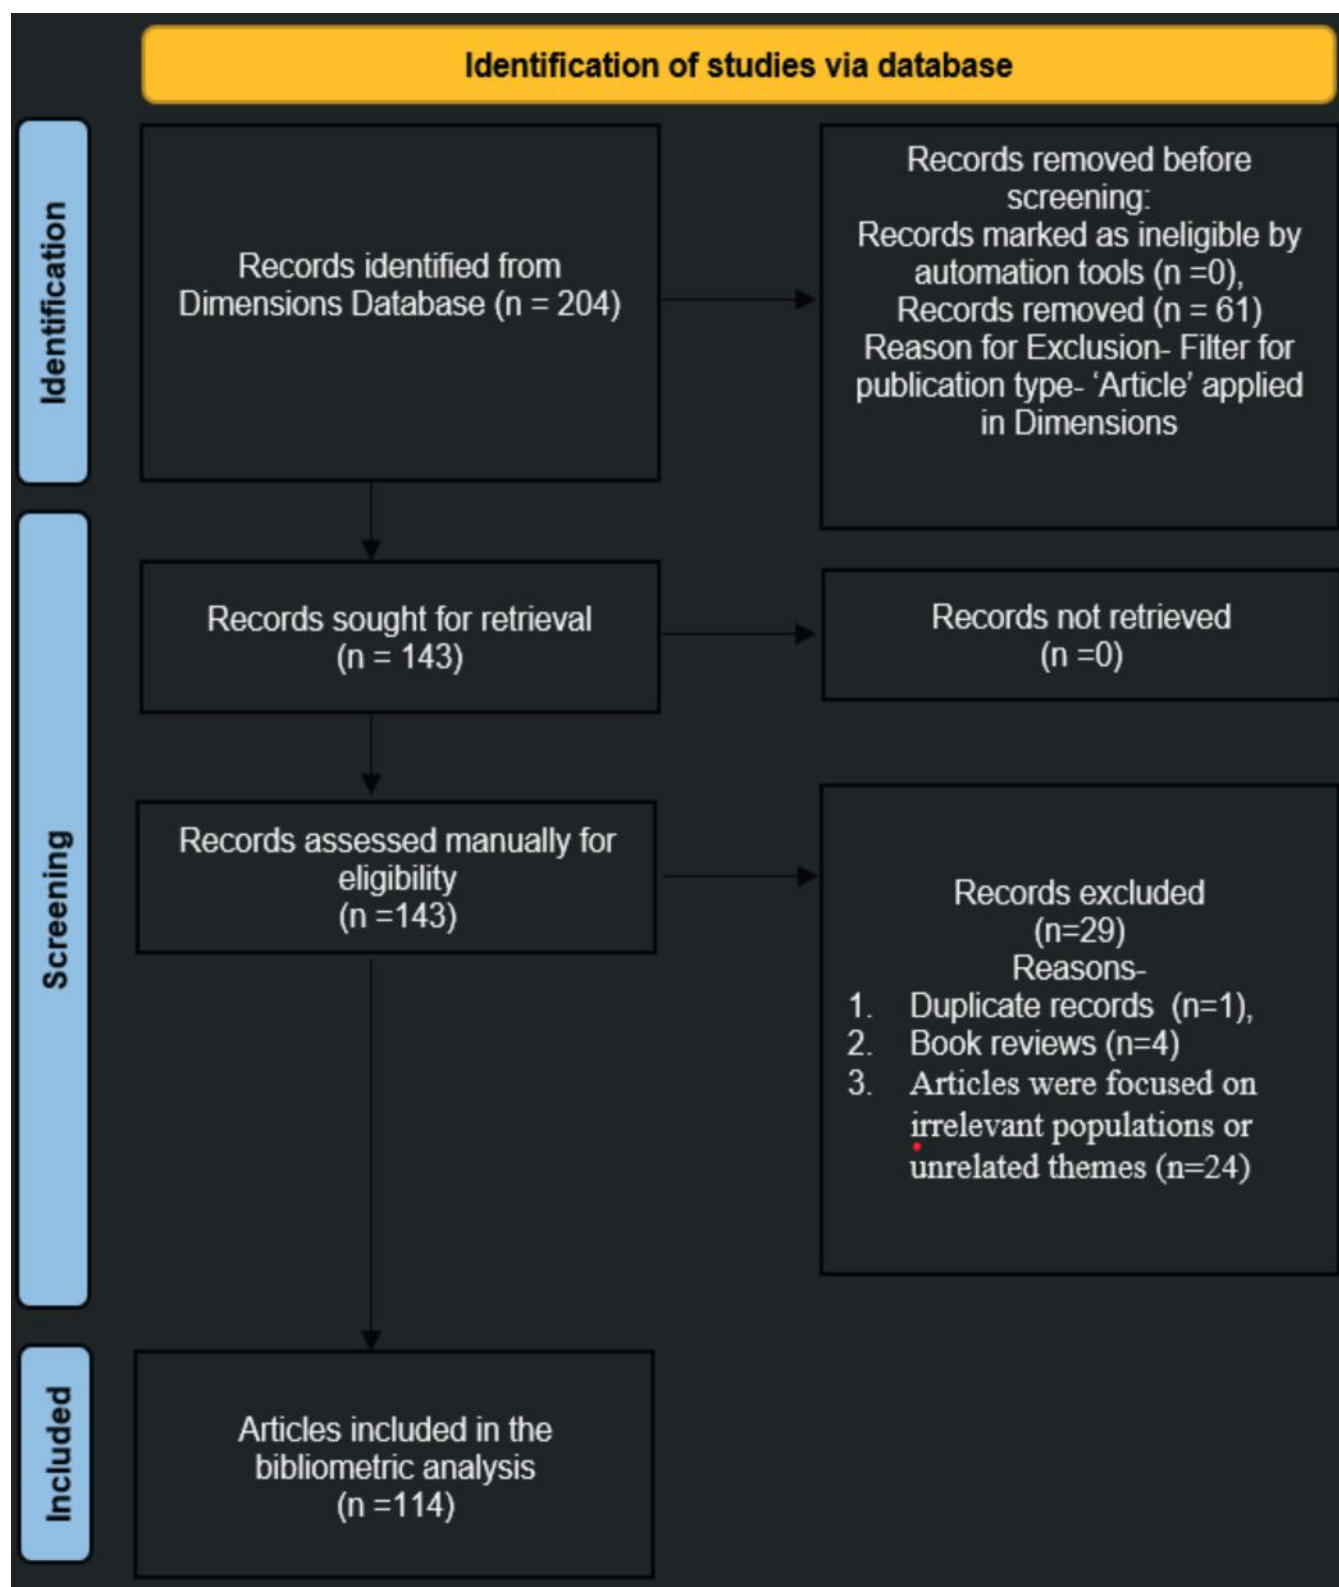 Identification of studies via database
Identification
Records identified from
Dimensions Database (n = 204)
Records removed before
screening:
Records marked as ineligible by
automation tools (n =0),
Records removed (n = 61)
Reason for Exclusion- Filter for
publication type- ‘Article’ applied
in Dimensions
Screening
Records sought for retrieval
(n = 143)
Records not retrieved
(n =0)
Records assessed manually for
eligibility
(n =143)
Records excluded
(n=29)
Reasons-
1. Duplicate records (n=1),
2. Book reviews (n=4)
3. Articles were focused on
irrelevant populations or
unrelated themes (n=24)
Included
Articles included in the
bibliometric analysis
(n =114)